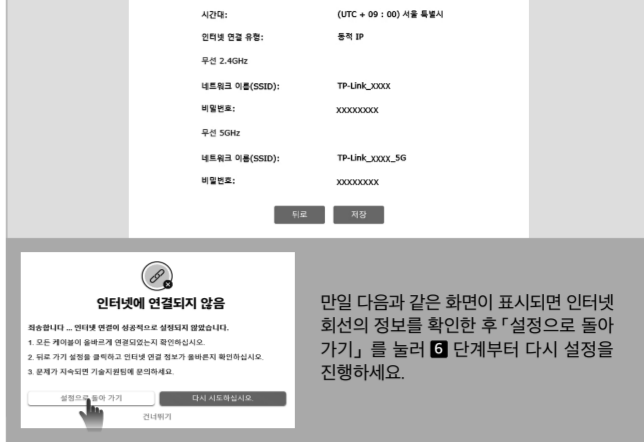 시간대: (UTC + 09 : 00) 서울 특별시
인터넷 연결 유형: 동적 IP
무선 2.4GHz
네트워크 이름(SSID): TP-Link_XXXX
비밀번호: XXXXXXXX
무선 5GHz
네트워크 이름(SSID): TP-Link_XXXX_5G
비밀번호: XXXXXXXX
뒤로 저장
인터넷에 연결되지 않음
죄송합니다 ... 인터넷 연결이 성공적으로 설정되지 않았습니다.
1. 모든 케이블이 올바르게 연결되었는지 확인하십시오.
2. 뒤로 가기 설정을 클릭하고 인터넷 연결 정보가 올바른지 확인하십시오.
3. 문제가 지속되면 기술지원팀에 문의하세요.
설정으로 돌아 가기 다시 시도하십시오
건너뛰기
만일 다음과 같은 화면이 표시되면 인터넷
회선의 정보를 확인한 후 「설정으로 돌아
가기」 를 눌러 6 단계부터 다시 설정을
진행하세요.